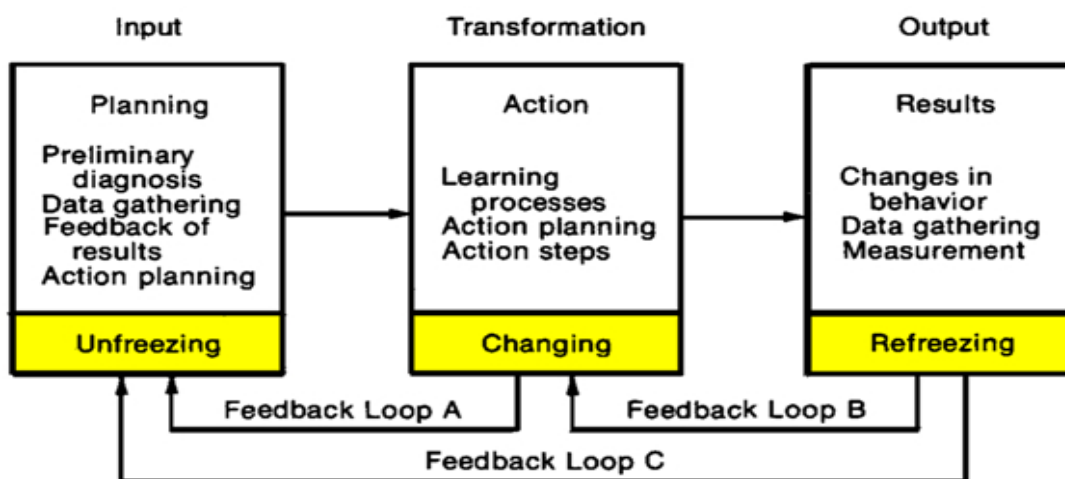 Input
Transformation
Output
Planning
Preliminary
diagnosis
Data gathering
Feedback of
results
Action planning
Unfreezing
Action
Learning
processes
Action planning
Action steps
Changing
Results
Changes in
behavior
Data gathering
Measurement
Refreezing
Feedback Loop A
Feedback Loop B
Feedback Loop C